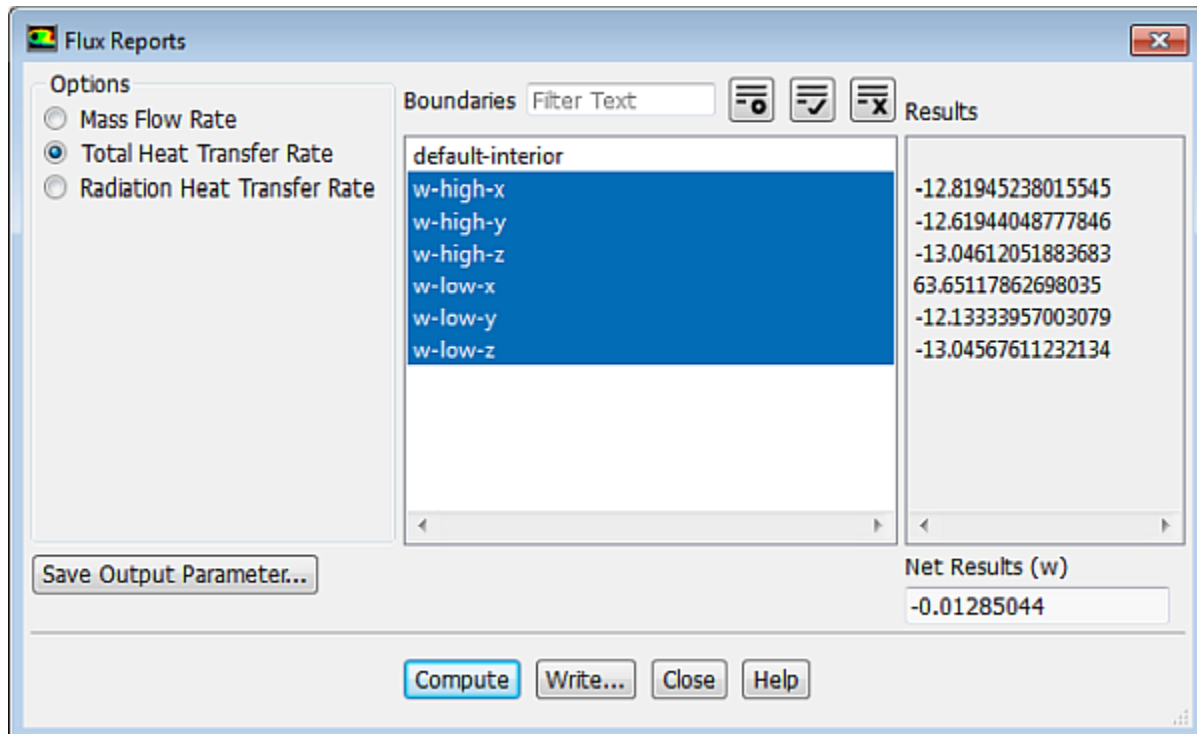 Flux Reports
Options
Mass Flow Rate
Total Heat Transfer Rate
Radiation Heat Transfer Rate
Save Output Parameter...
Boundaries Filter Text
default-interior
w-high-x
w-high-y
w-high-z
w-low-x
w-low-y
w-low-z
Results
-12.81945238015545
-12.61944048777846
-13.04612051883683
63.65117862698035
-12.13333957003079
-13.04567611232134
Net Results (w)
-0.01285044
Compute Write... Close Help